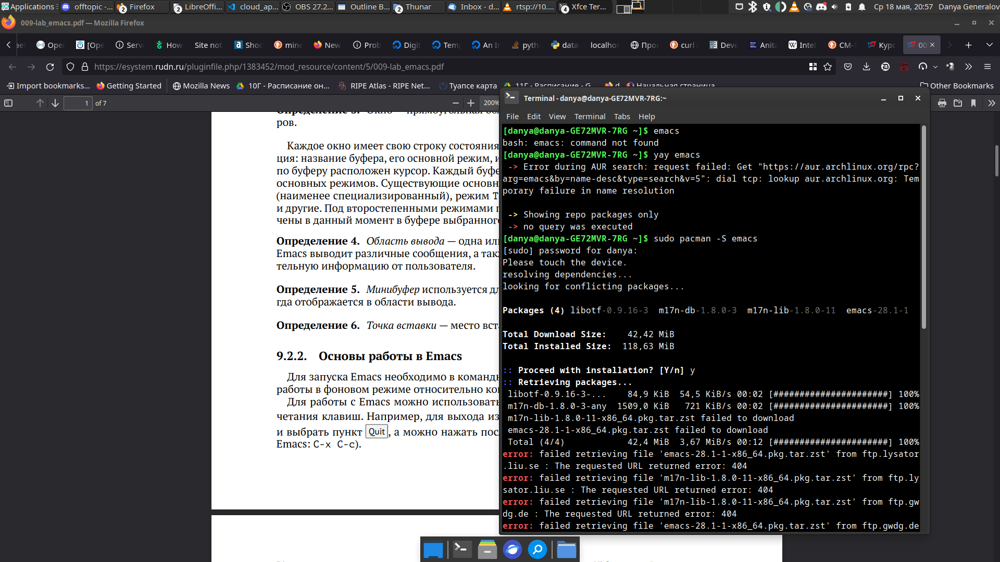 Applications
offtopic -...
2 Firefox
2 LibreOffi...
cloud_ap...
OBS 27.2...
Outline B...
2 Thunar
Inbox - d...
rtsp://10....
4 Xfce Ter...
Ср 18 мая, 20:57
Danya Generalov
009-lab_emacs.pdf — Mozilla Firefox
Oper
[Ope
Serv
How
Site not
Shod
mine
New
Prob
Digit
Temp
An In
pyth
data
localhos
Прос
curl
Deve
Anita
Intel
CM-
Курс
00
https://esystem.rudn.ru/pluginfile.php/1383452/mod_resource/content/5/009-lab_emacs.pdf
Import bookmarks...
Getting Started
Mozilla News
10Г - Расписание он...
RIPE Atlas - RIPE Net...
Туапсе карта
11Г - Расписание - G
d
Начальная страница
Other Bookmarks
1 of 7
200%
ров.
Каждое окно имеет свою строку состояния
ция: название буфера, его основной режим, и
по буферу расположен курсор. Каждый буфе
основных режимов. Существующие основн
(наименее специализированный), режим T
и другие. Под второстепенными режимами п
чены в данный момент в буфере выбранного
Определение 4. Область вывода — одна или
Emacs выводит различные сообщения, а такж
тельную информацию от пользователя.
Определение 5. Минибуфер используется дл
гда отображается в области вывода.
Определение 6. Точка вставки — место вста
9.2.2. Основы работы в Emacs
Для запуска Emacs необходимо в командн
работы в фоновом режиме относительно кон
Для работы с Emacs можно использовать
четания клавиш. Например, для выхода из
и выбрать пункт Quit, а можно нажать посл
Emacs: C-x C-c).
Terminal - danya@danya-GE72MVR-7RG:~
File Edit View Terminal Tabs Help
[danya@danya-GE72MVR-7RG ~]$ emacs
bash: emacs: command not found
[danya@danya-GE72MVR-7RG ~]$ yay emacs
-> Error during AUR search: request failed: Get "https://aur.archlinux.org/rpc?
arg=emacs&by=name-desc&type=search&v=5": dial tcp: lookup aur.archlinux.org: Tem
porary failure in name resolution
-> Showing repo packages only
-> no query was executed
[danya@danya-GE72MVR-7RG ~]$ sudo pacman -S emacs
[sudo] password for danya:
Please touch the device.
resolving dependencies...
looking for conflicting packages...
Packages (4) libotf-0.9.16-3 m17n-db-1.8.0-3 m17n-lib-1.8.0-11 emacs-28.1-1
Total Download Size: 42,42 MiB
Total Installed Size: 118,63 MiB
:: Proceed with installation? [Y/n] y
:: Retrieving packages...
libotf-0.9.16-3-... 84,9 KiB 54,5 KiB/s 00:02 [######################] 100%
m17n-db-1.8.0-3-any 1509,0 KiB 721 KiB/s 00:02 [######################] 100%
m17n-lib-1.8.0-11-x86_64.pkg.tar.zst failed to download
emacs-28.1-1-x86_64.pkg.tar.zst failed to download
Total (4/4) 42,4 MiB 3,67 MiB/s 00:12 [######################] 100%
error: failed retrieving file 'emacs-28.1-1-x86_64.pkg.tar.zst' from ftp.lysator
.liu.se : The requested URL returned error: 404
error: failed retrieving file 'm17n-lib-1.8.0-11-x86_64.pkg.tar.zst' from ftp.ly
sator.liu.se : The requested URL returned error: 404
error: failed retrieving file 'm17n-lib-1.8.0-11-x86_64.pkg.tar.zst' from ftp.gw
dg.de : The requested URL returned error: 404
error: failed retrieving file 'emacs-28.1-1-x86_64.pkg.tar.zst' from ftp.gwdg.de